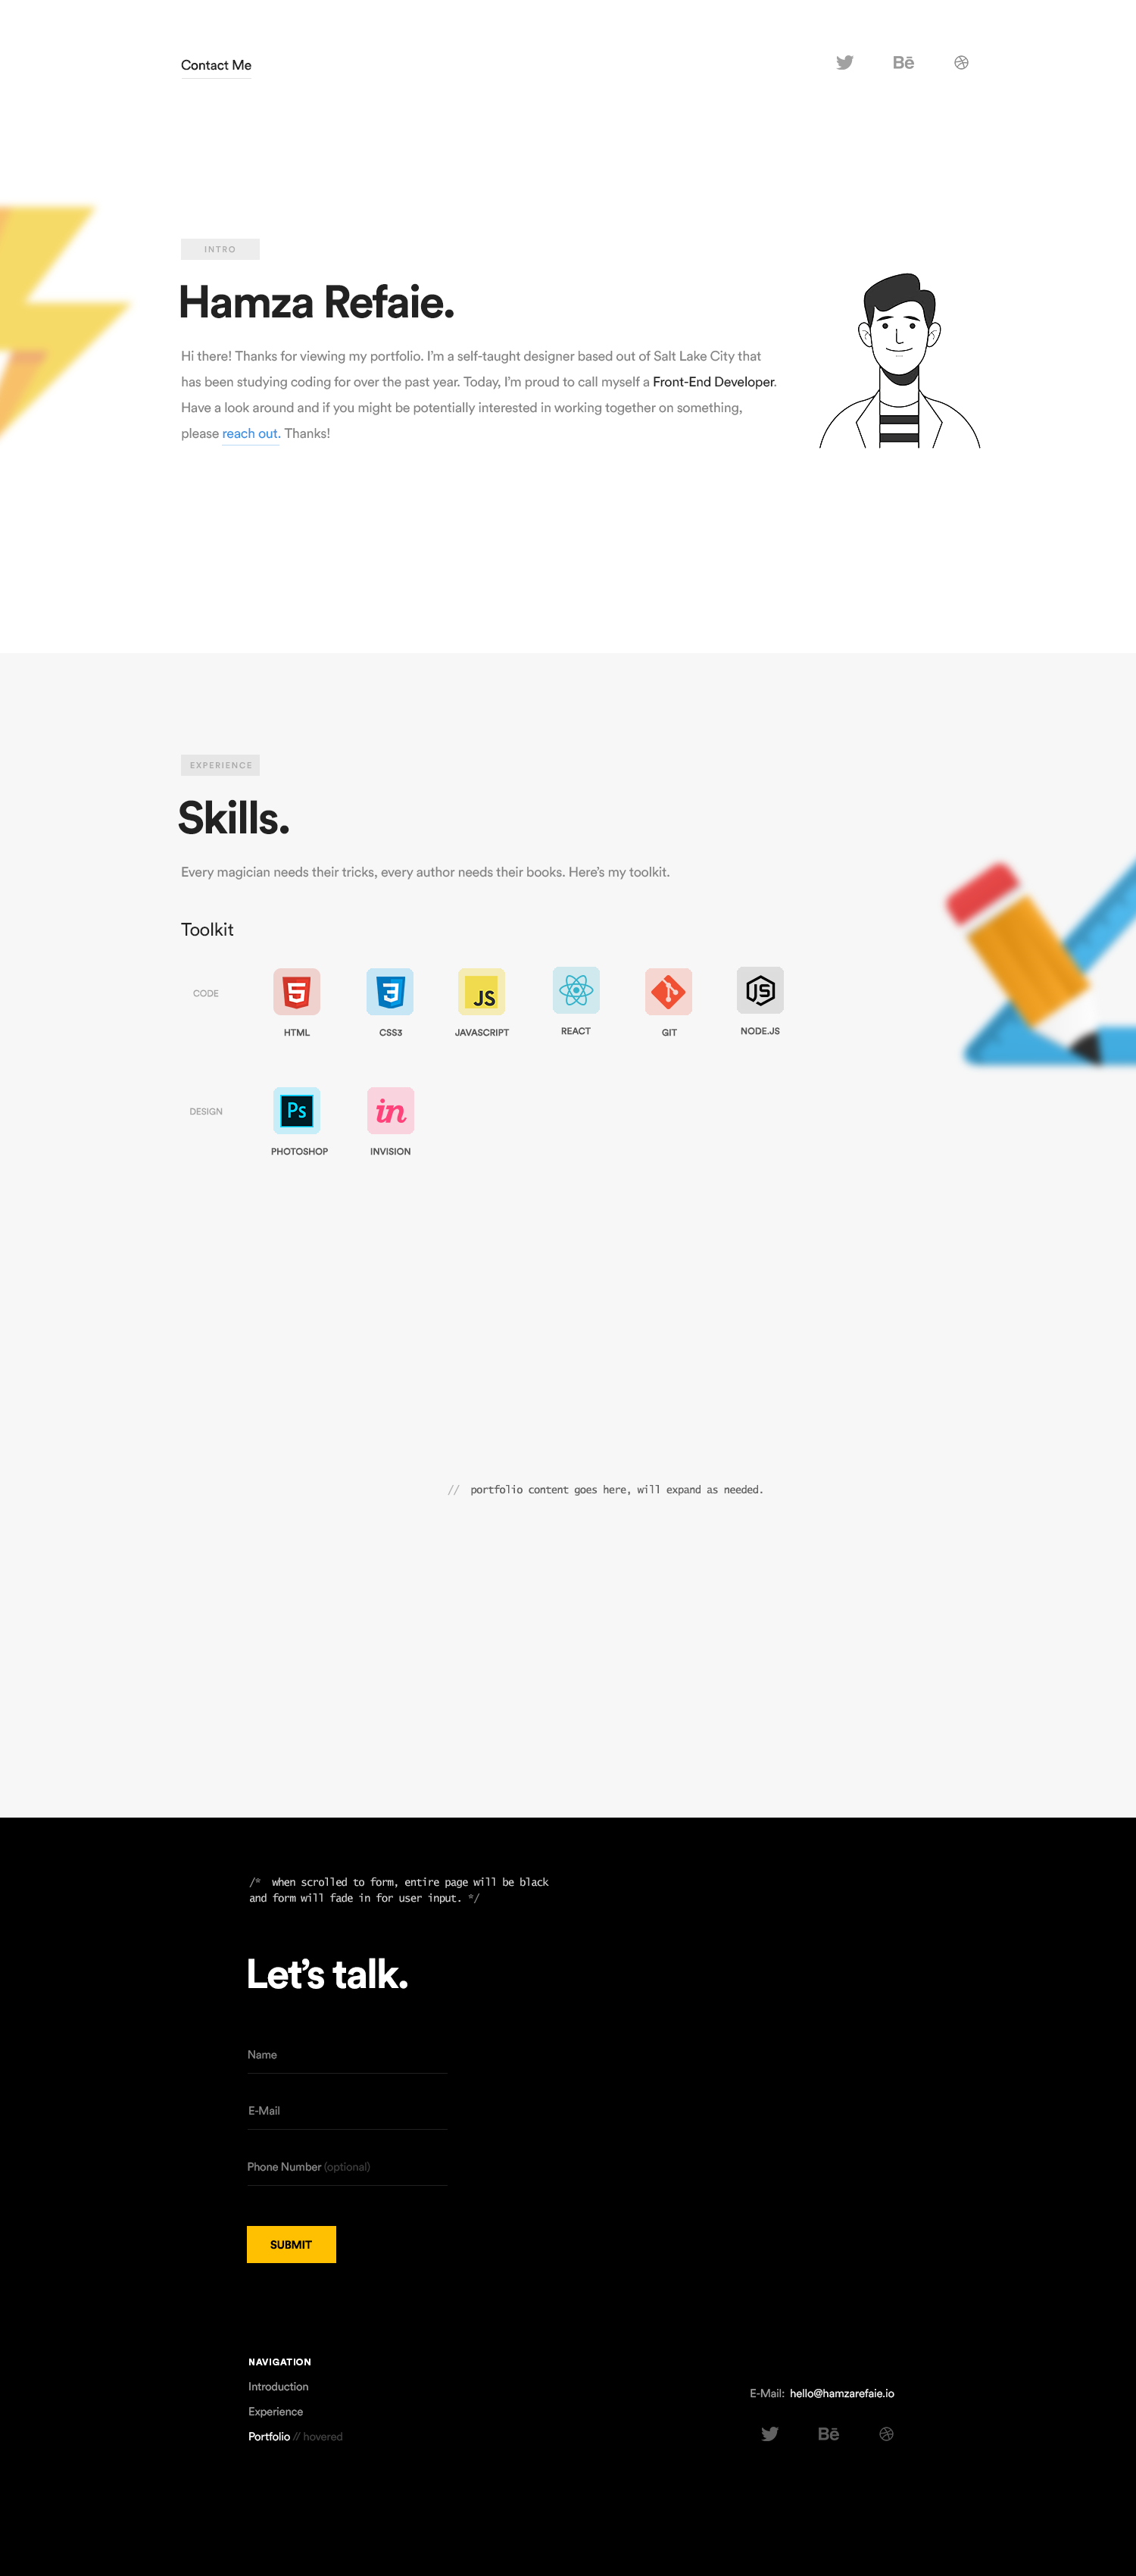 Contact Me
Bē
INTRO
Hamza Refaie.
Hi there! Thanks for viewing my portfolio. I'm a self-taught designer based out of Salt Lake City that
has been studying coding for over the past year. Today, I'm proud to call myself a Front-End Developer.
Have a look around and if you might be potentially interested in working together on something,
please reach out. Thanks!
EXPERIENCE
Skills.
Every magician needs their tricks, every author needs their books. Here's my toolkit.
Toolkit
CODE
5
3
JS
JS
HTML
CSS3
JAVASCRIPT
REACT
GIT
NODE.JS
DESIGN
Ps
in
PHOTOSHOP
INVISION
// portfolio content goes here, will expand as needed.
/* when scrolled to form, entire page will be black
and form will fade in for user input. */
Let's talk.
Name
E-Mail
Phone Number (optional)
SUBMIT
NAVIGATION
Introduction
Experience
Portfolio // hovered
E-Mail: hello@hamzarefaie.io
Bē